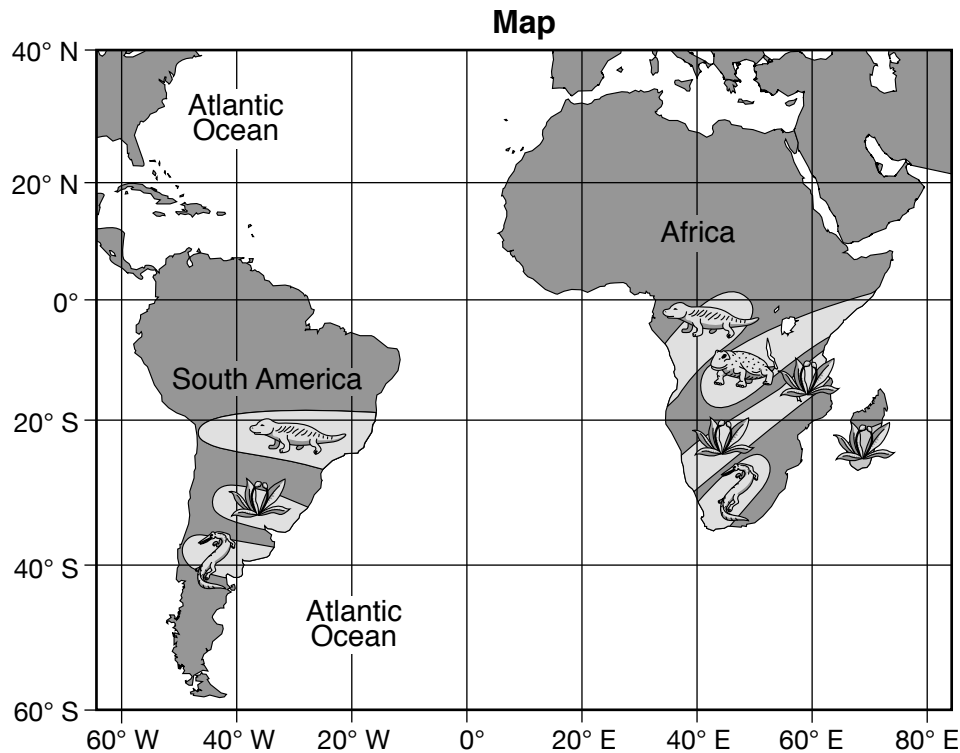 Map
40° N
Atlantic
Ocean
20° N
Africa
0°
South America
20° S
40° S
Atlantic
Ocean
60° S
60° W 40° W 20° W 0° 20° E 40° E 60° E 80° E